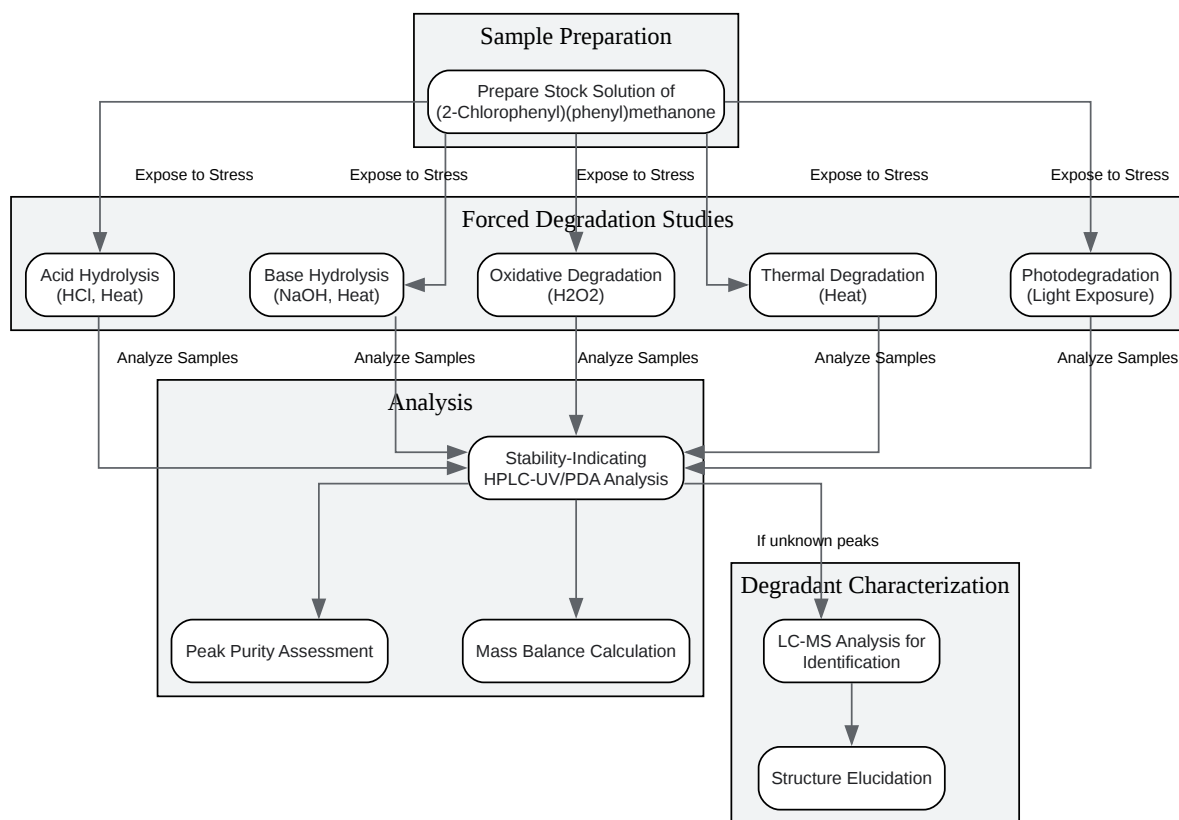 Sample Preparation
Prepare Stock Solution of
(2-Chlorophenyl)(phenyl)methanone
Expose to Stress
Expose to Stress
Expose to Stress
Expose to Stress
Expose to Stress
Forced Degradation Studies
Acid Hydrolysis
(HCl, Heat)
Base Hydrolysis
(NaOH, Heat)
Oxidative Degradation
(H2O2)
Thermal Degradation
(Heat)
Photodegradation
(Light Exposure)
Analyze Samples
Analyze Samples
Analyze Samples
Analyze Samples
Analyze Samples
Analysis
Stability-Indicating
HPLC-UV/PDA Analysis
If unknown peaks
Degradant Characterization
Peak Purity Assessment
Mass Balance Calculation
LC-MS Analysis for
Identification
Structure Elucidation